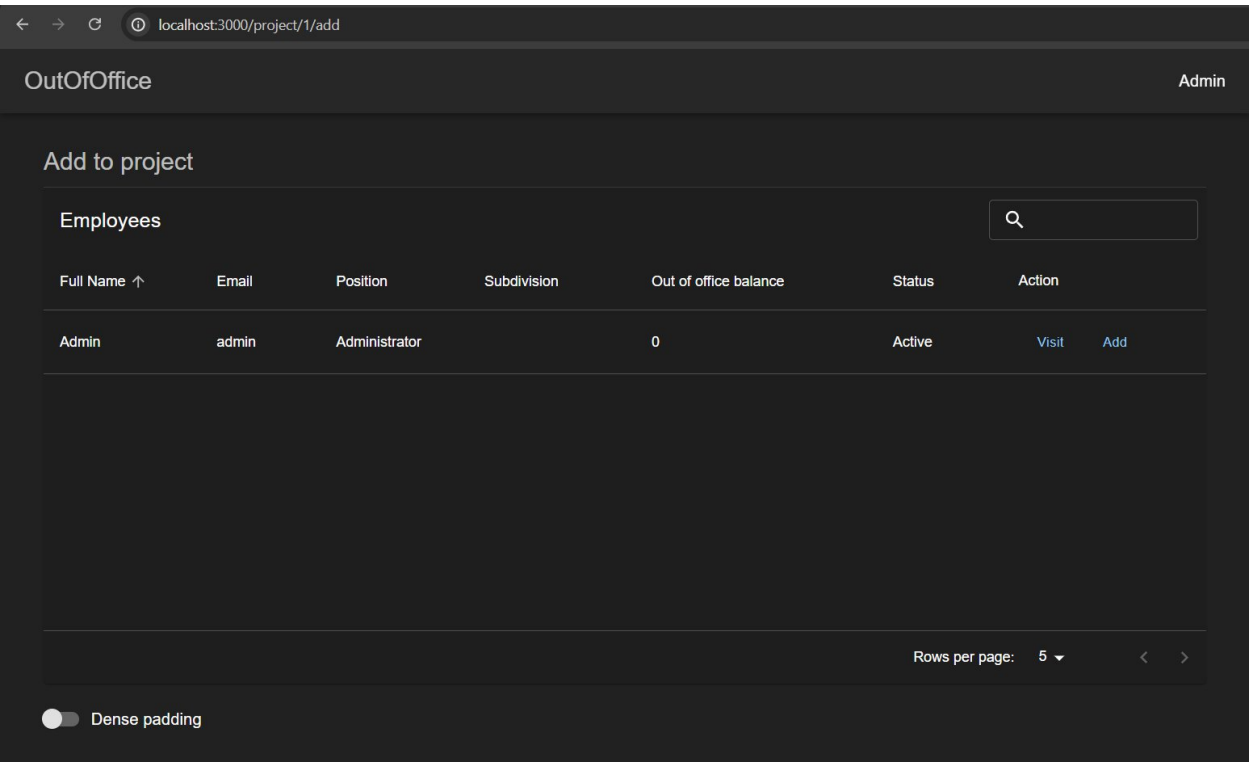 localhost:3000/project/1/add
OutOfOffice Admin
Add to project
Employees
Full Name Email Position Subdivision Out of office balance Status Action
Admin admin Administrator 0 Active Visit Add
Rows per page: 5
Dense padding